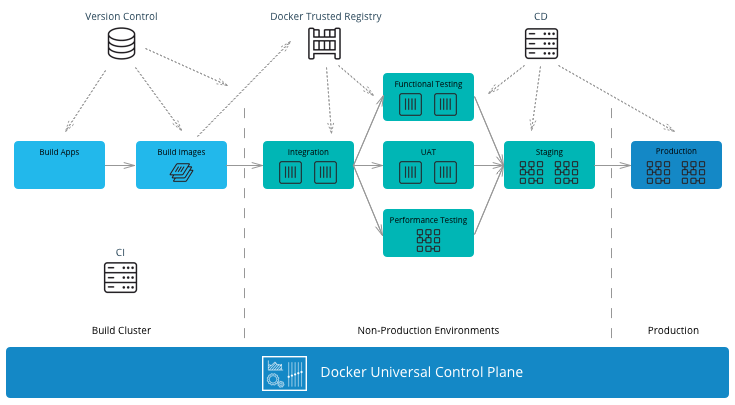 Version Control
Docker Trusted Registry
CD
Functional Testing
Build Apps
Build Images
Integration
UAT
Staging
Production
Performance Testing
CI
Build Cluster
Non-Production Environments
Production
Docker Universal Control Plane